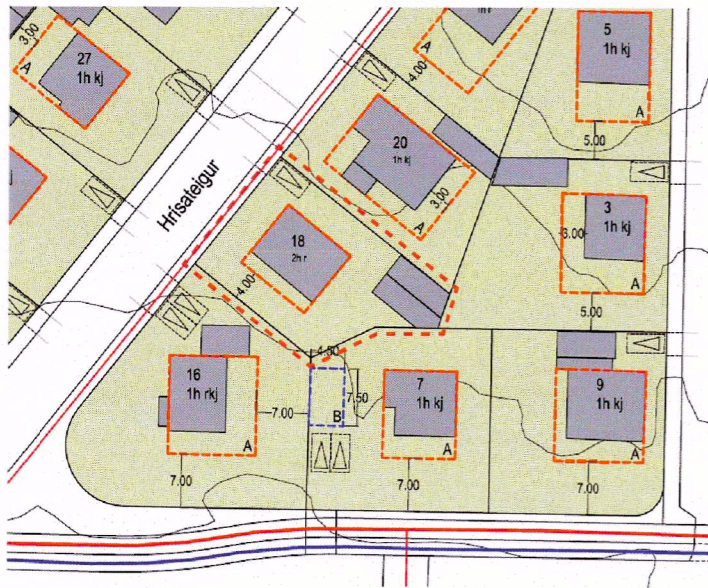 3.00
27
1h kj
A
A
4.00
5
1h kj
A
5.00
20
1h kj
3.00
A
Hrísateigur
18
2h r
4.00
3
1h kj
3.00
A
5.00
4.50
16
1h rkj
7.00
A
7.00
7.50
B
7
1h kj
A
7.00
9
1h kj
A
7.00